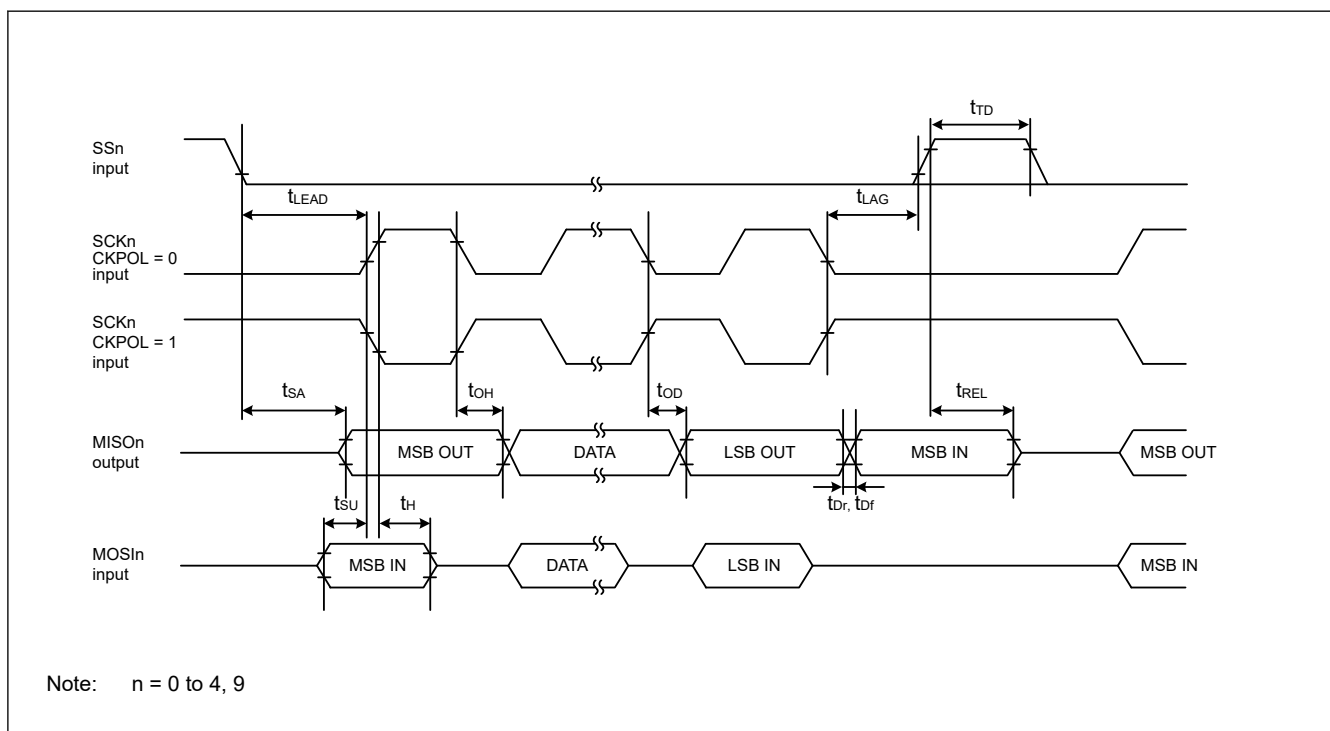 tTD
SSn
input
tLEAD
tLAG
SCKn
CKPOL = 0
input
SCKn
CKPOL = 1
input
tSA
tOH
tOD
tREL
MISOn
output
MSB OUT
DATA
LSB OUT
MSB IN
MSB OUT
tSU
tH
tDr, tDf
MOSIn
input
MSB IN
DATA
LSB IN
MSB IN
Note: n = 0 to 4, 9